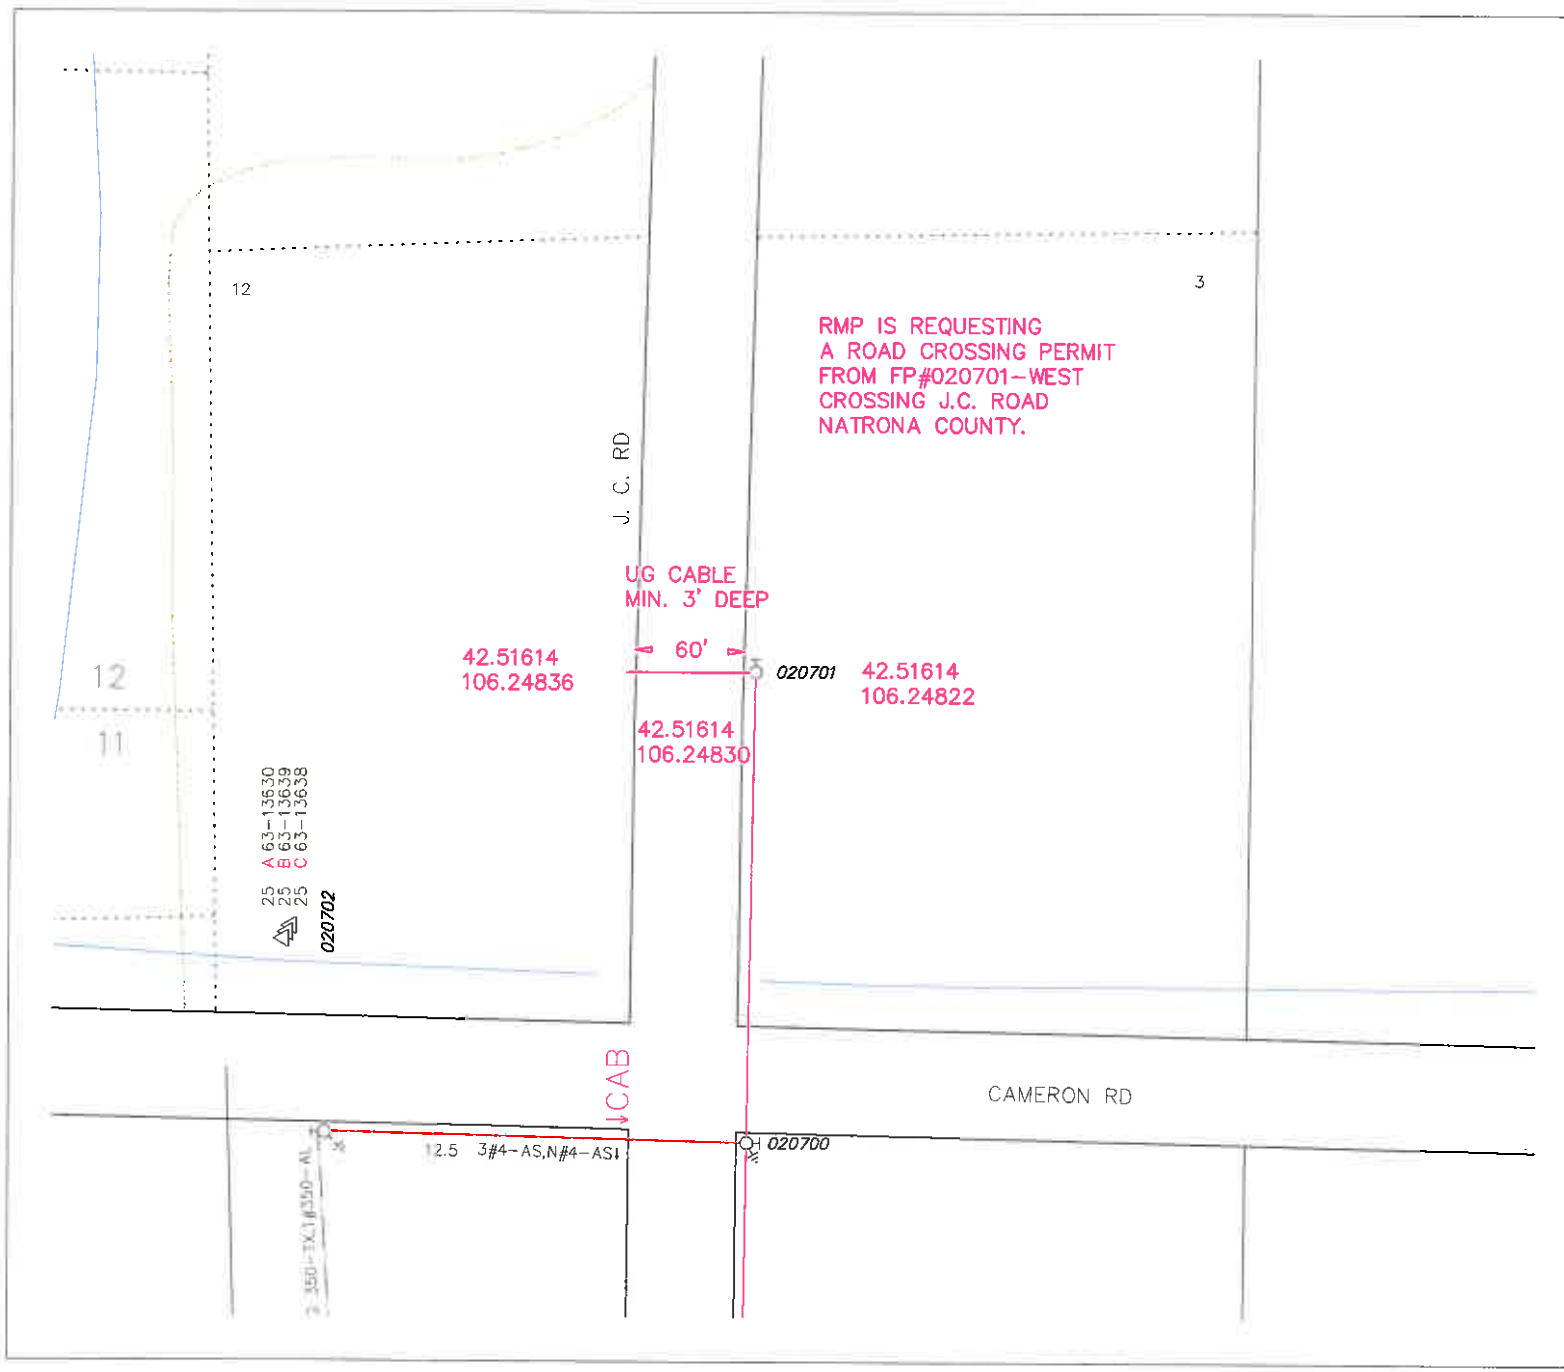 12
3
RMP IS REQUESTING
A ROAD CROSSING PERMIT
FROM FP#020701-WEST
CROSSING J.C. ROAD
NATRONA COUNTY.
J. C. RD
UG CABLE
MIN. 3' DEEP
60'
42.51614
106.24836
020701
42.51614
106.24822
42.51614
106.24830
12
11
25 A 63-13630
25 B 63-13639
25 C 63-13638
020702
↓CAB
CAMERON RD
12.5 3#4-AS,N#4-AS↓
020700